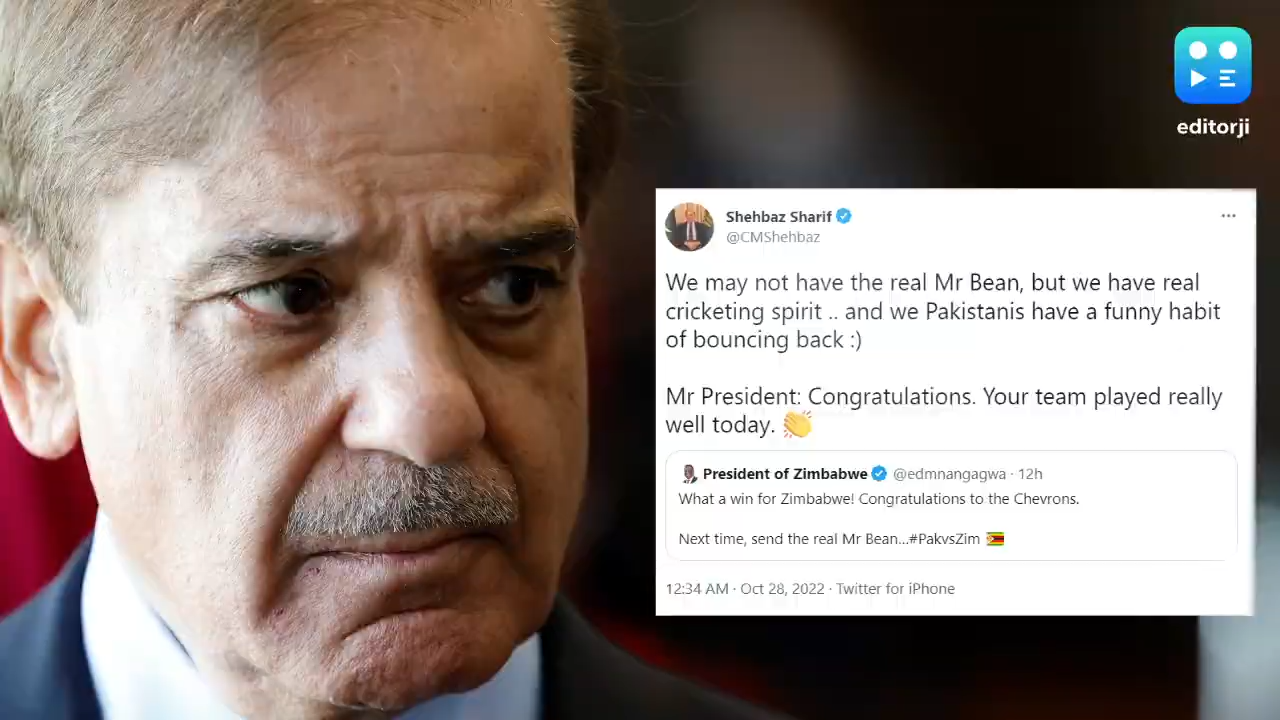 editorji
Shehbaz Sharif
@CMShehbaz
We may not have the real Mr Bean, but we have real
cricketing spirit .. and we Pakistanis have a funny habit
of bouncing back :)
Mr President: Congratulations. Your team played really
well today. 👏
President of Zimbabwe @edmnangagwa · 12h
What a win for Zimbabwe! Congratulations to the Chevrons.
Next time, send the real Mr Bean...#PakvsZim 🇿🇼
12:34 AM · Oct 28, 2022 · Twitter for iPhone